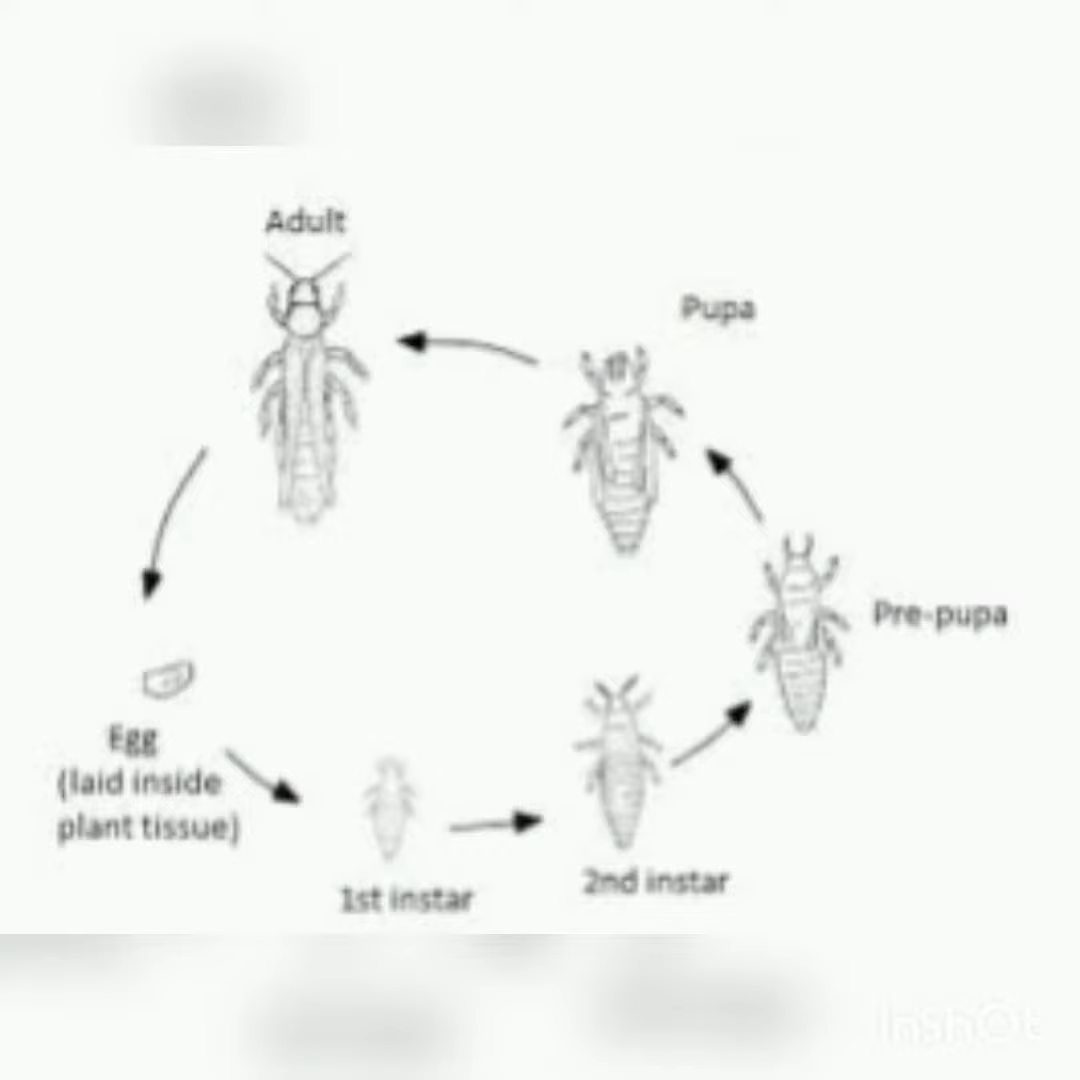 Adult
Pupa
Pre-pupa
Egg
(laid inside
plant tissue)
1st instar
2nd instar
InShOt